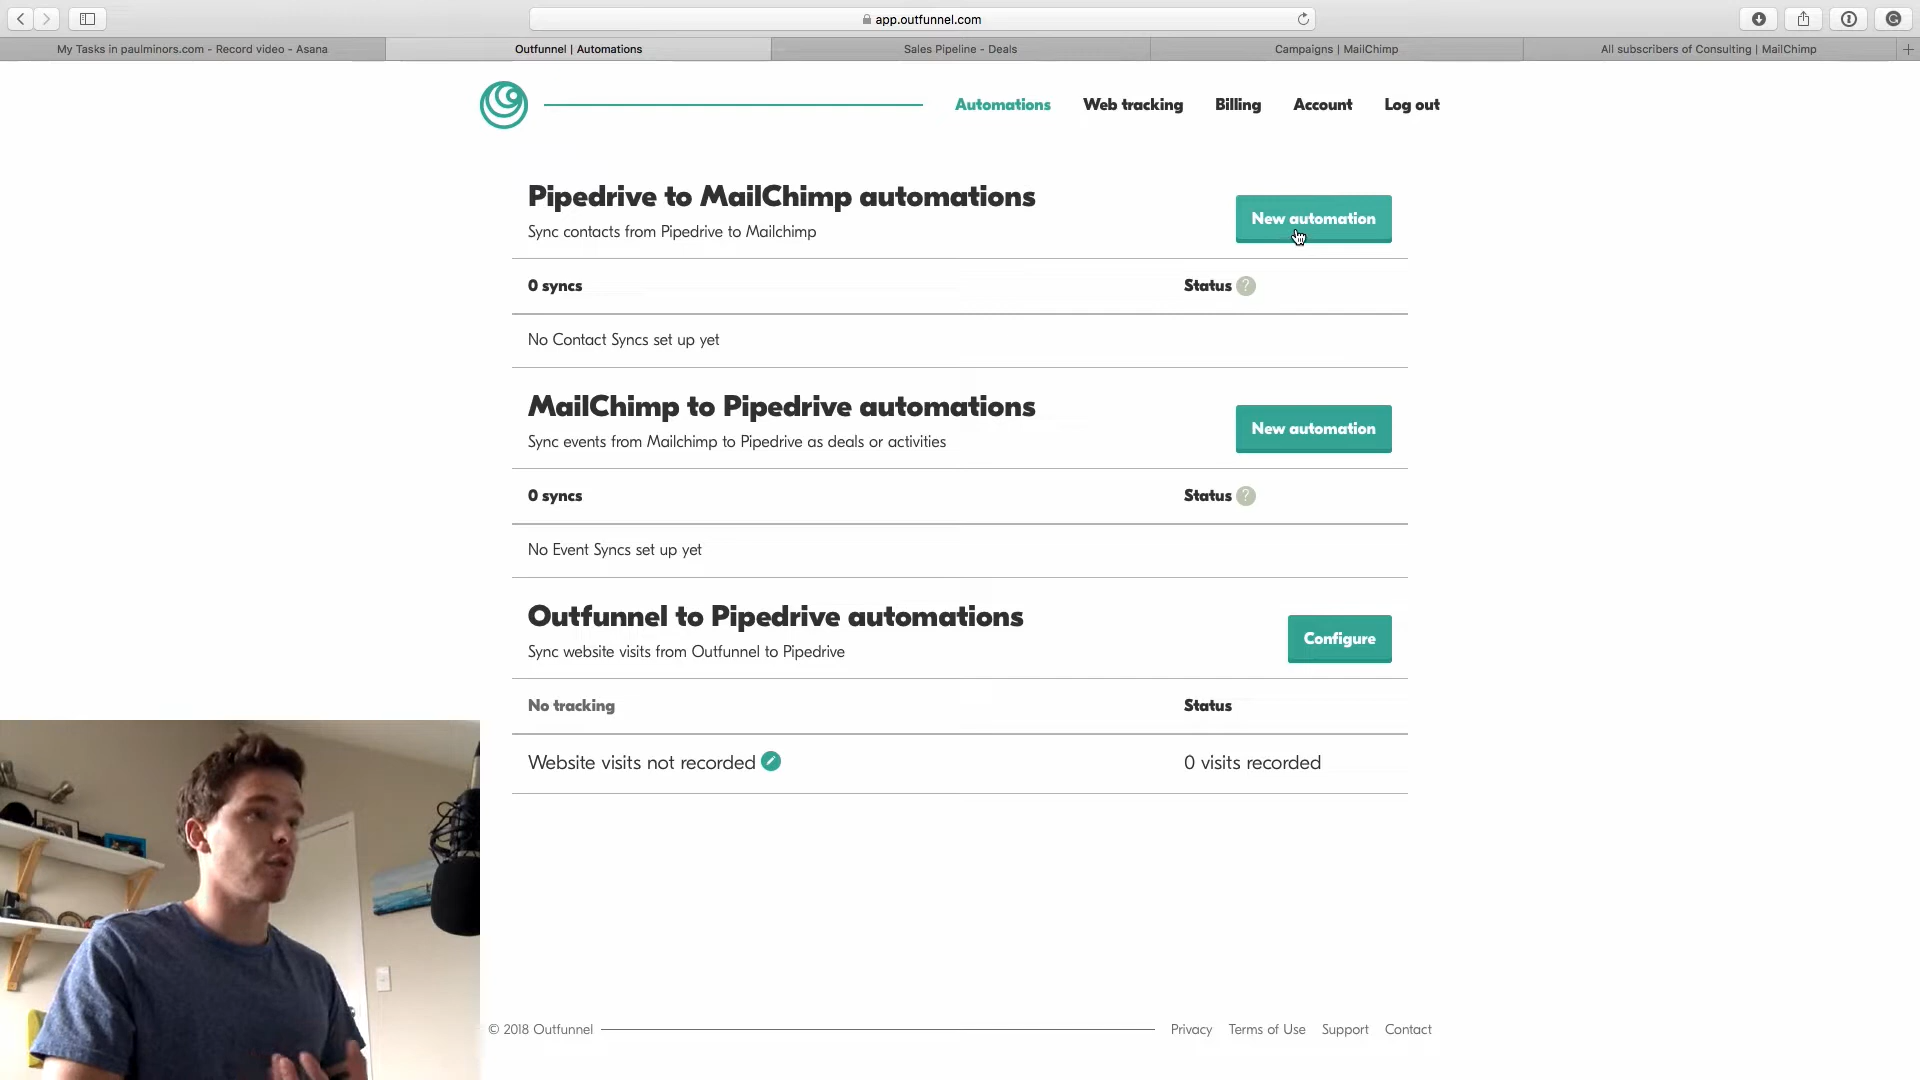 app.outfunnel.com
My Tasks in paulminors.com - Record video - Asana
Outfunnel | Automations
Sales Pipeline - Deals
Campaigns | MailChimp
All subscribers of Consulting | MailChimp
Automations
Web tracking
Billing
Account
Log out
Pipedrive to MailChimp automations
Sync contacts from Pipedrive to Mailchimp
New automation
0 syncs
Status ?
No Contact Syncs set up yet
MailChimp to Pipedrive automations
Sync events from Mailchimp to Pipedrive as deals or activities
New automation
0 syncs
Status ?
No Event Syncs set up yet
Outfunnel to Pipedrive automations
Sync website visits from Outfunnel to Pipedrive
Configure
No tracking
Status
Website visits not recorded
0 visits recorded
© 2018 Outfunnel
Privacy
Terms of Use
Support
Contact